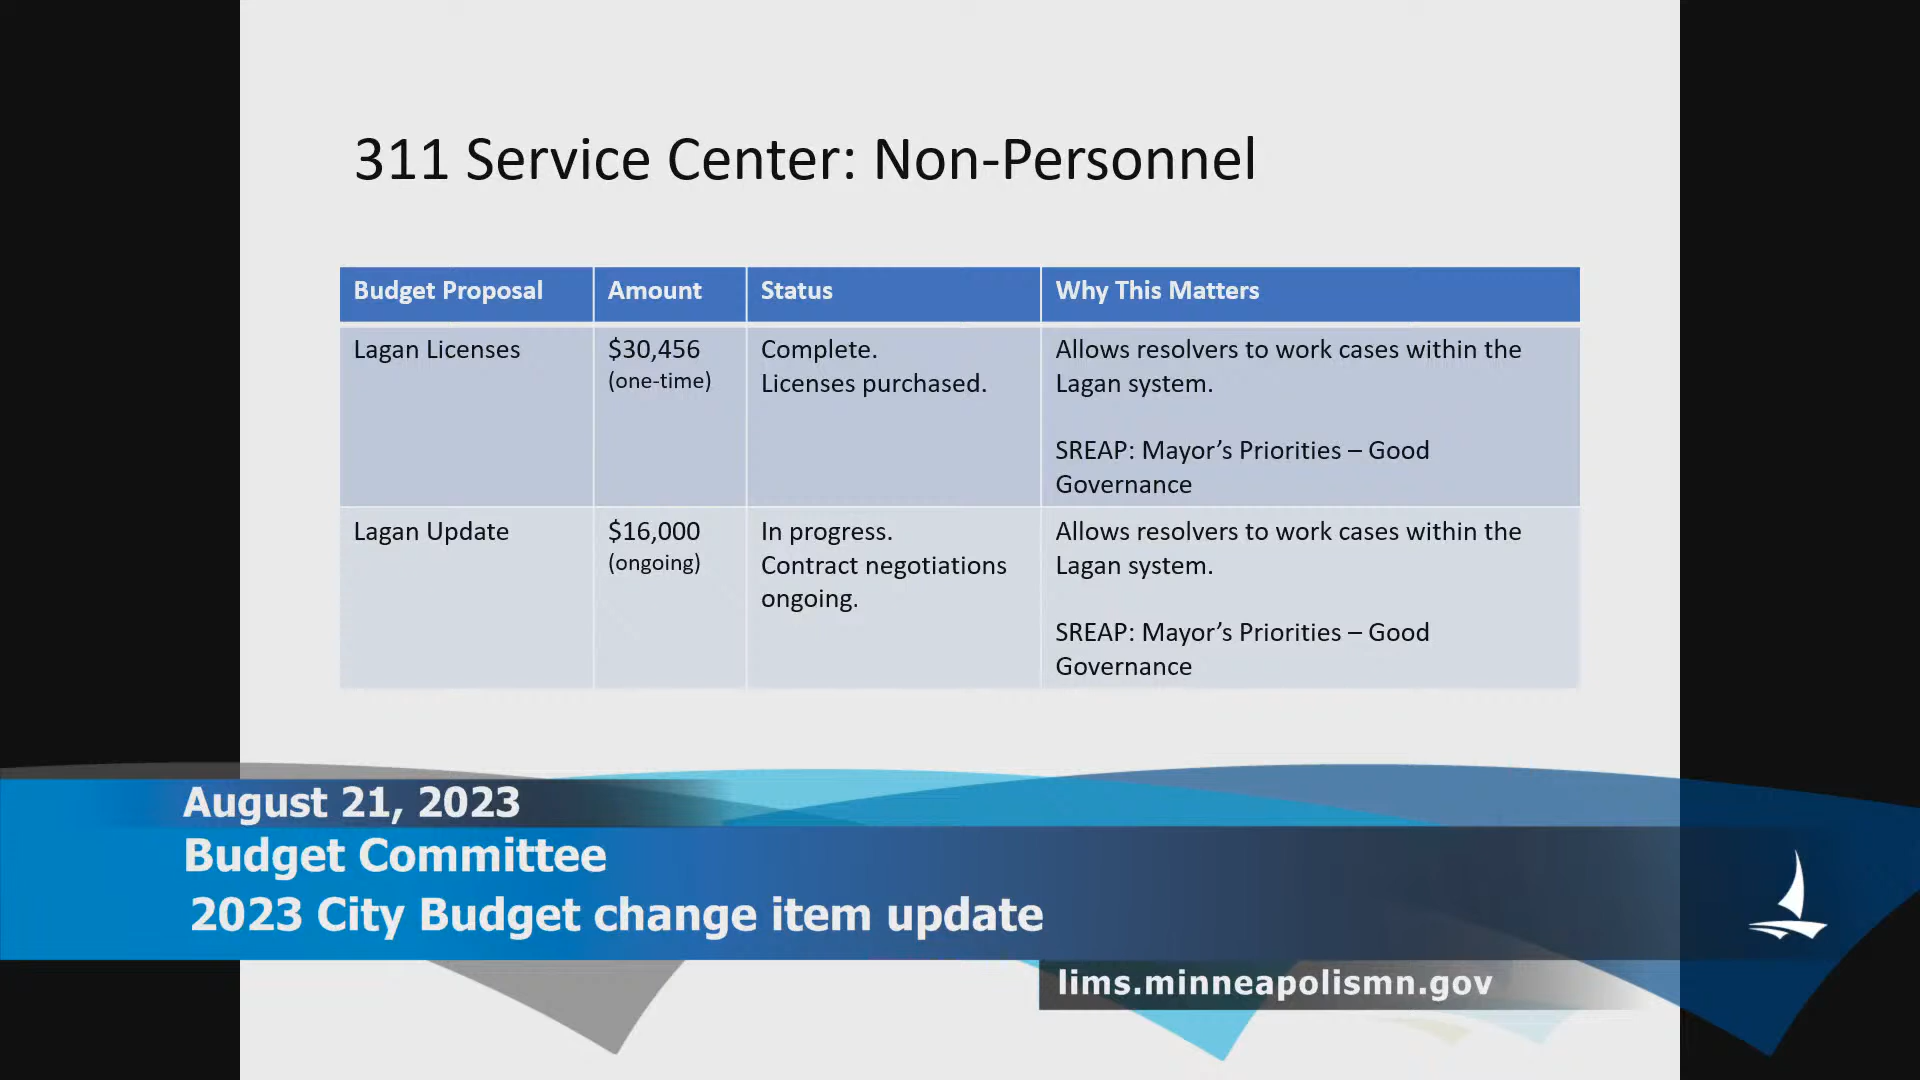 311 Service Center: Non-Personnel
Budget Proposal
Amount
Status
Why This Matters
Lagan Licenses
$30,456
(one-time)
Complete.
Licenses purchased.
Allows resolvers to work cases within the
Lagan system.
SREAP: Mayor’s Priorities – Good
Governance
Lagan Update
$16,000
(ongoing)
In progress.
Contract negotiations
ongoing.
Allows resolvers to work cases within the
Lagan system.
SREAP: Mayor’s Priorities – Good
Governance
August 21, 2023
Budget Committee
2023 City Budget change item update
lims.minneapolismn.gov